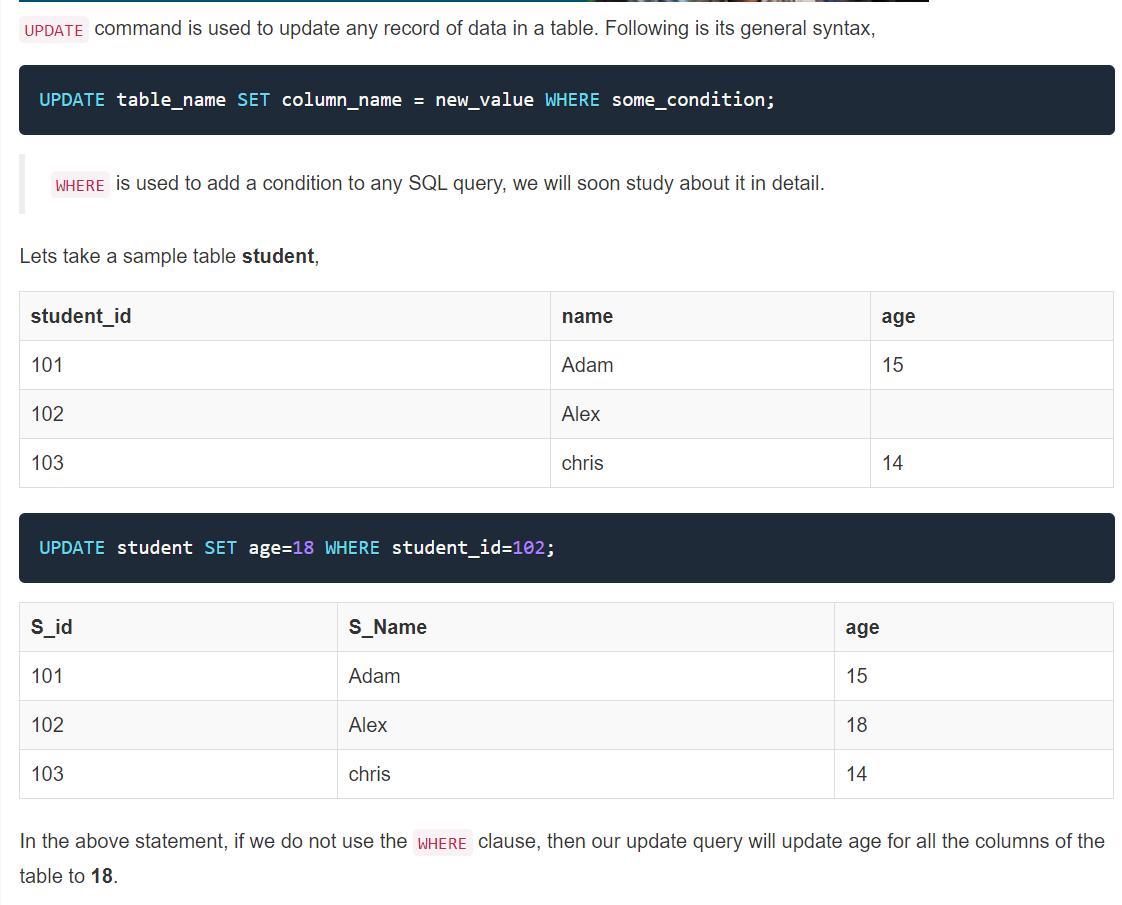 UPDATE command is used to update any record of data in a table. Following is its general syntax,
UPDATE table_name SET column_name = new_value WHERE some_condition;
WHERE is used to add a condition to any SQL query, we will soon study about it in detail.
Lets take a sample table student,
student_id name age
101 Adam 15
102 Alex
103 chris 14
UPDATE student SET age=18 WHERE student_id=102;
S_id S_Name age
101 Adam 15
102 Alex 18
103 chris 14
In the above statement, if we do not use the WHERE clause, then our update query will update age for all the columns of the
table to 18.